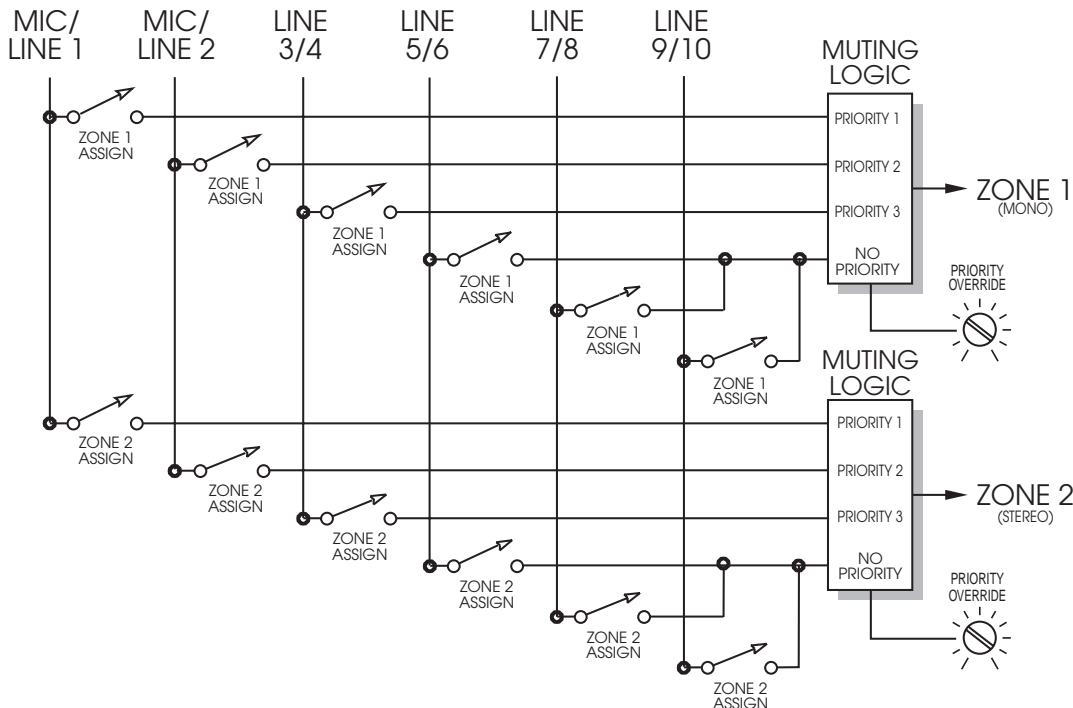 MIC/
LINE 1
MIC/
LINE 2
LINE
3/4
LINE
5/6
LINE
7/8
LINE
9/10
MUTING
LOGIC
PRIORITY 1
ZONE 1
ASSIGN
PRIORITY 2
ZONE 1
ASSIGN
ZONE 1
(MONO)
PRIORITY 3
ZONE 1
ASSIGN
NO
PRIORITY
ZONE 1
ASSIGN
PRIORITY
OVERRIDE
ZONE 1
ASSIGN
MUTING
LOGIC
ZONE 1
ASSIGN
PRIORITY 1
ZONE 2
ASSIGN
PRIORITY 2
ZONE 2
ASSIGN
ZONE 2
(STEREO)
PRIORITY 3
ZONE 2
ASSIGN
NO
PRIORITY
ZONE 2
ASSIGN
PRIORITY
OVERRIDE
ZONE 2
ASSIGN
ZONE 2
ASSIGN